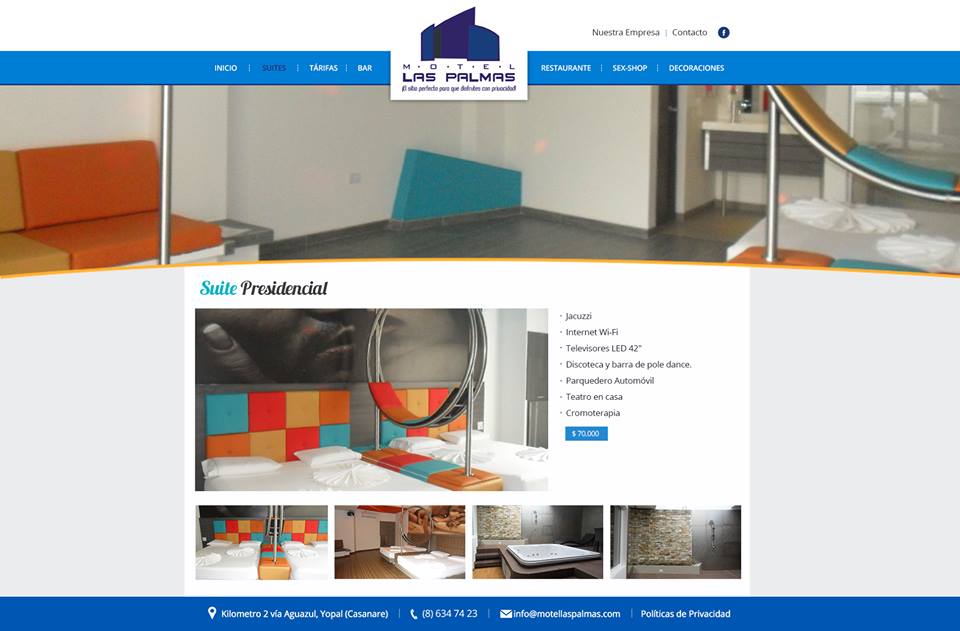 Nuestra Empresa | Contacto
INICIO
SUITES
TÁRIFAS
BAR
MOTEL
LAS PALMAS
¡El sitio perfecto para que disfrutes con privacidad!
RESTAURANTE
SEX-SHOP
DECORACIONES
Suite Presidencial
· Jacuzzi
· Internet Wi-Fi
· Televisores LED 42"
· Discoteca y barra de pole dance.
· Parquedero Automóvil
· Teatro en casa
· Cromoterapia
$ 70.000
Kilometro 2 vía Aguazul, Yopal (Casanare) | (8) 634 74 23 | info@motellaspalmas.com | Políticas de Privacidad